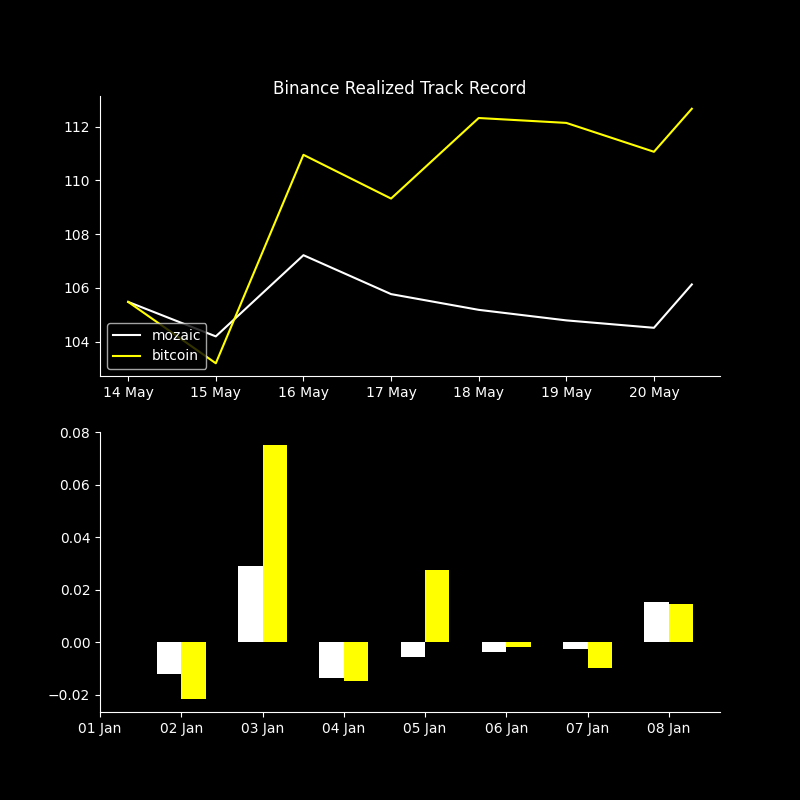 Binance Realized Track Record
112
110
108
106
104
mozaic
bitcoin
14 May 15 May 16 May 17 May 18 May 19 May 20 May
0.08
0.06
0.04
0.02
0.00
−0.02
01 Jan 02 Jan 03 Jan 04 Jan 05 Jan 06 Jan 07 Jan 08 Jan